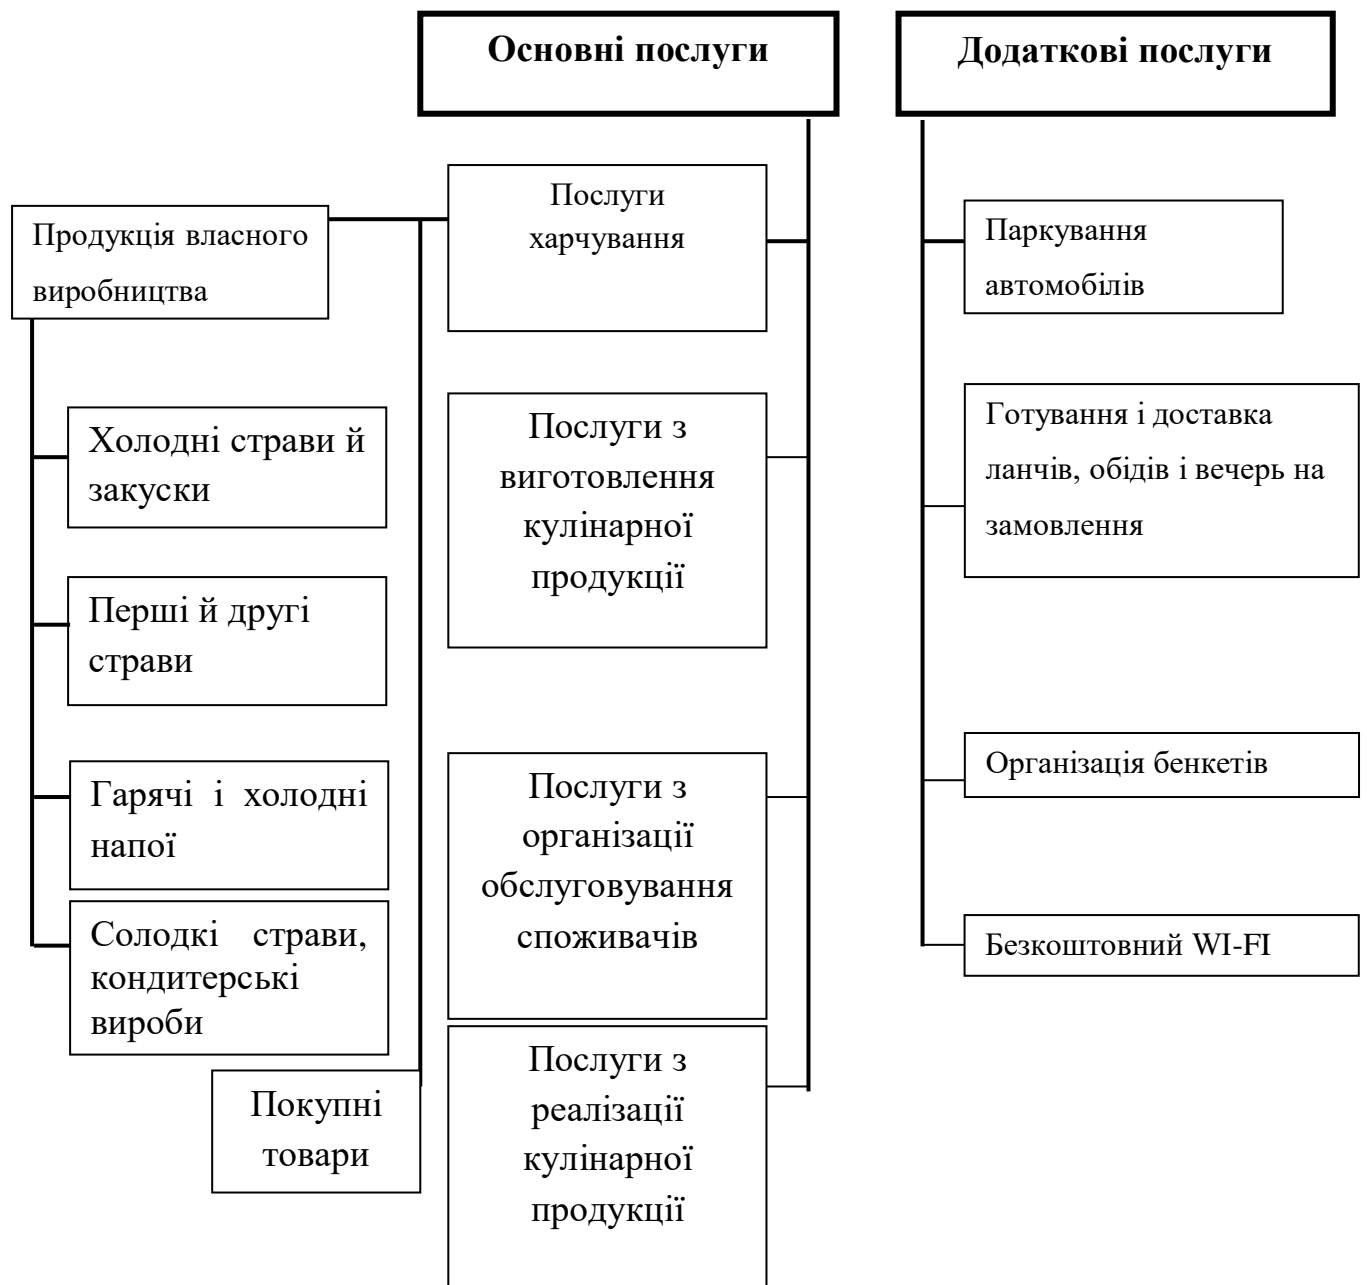 Основні послуги
Додаткові послуги
Послуги
харчування
Продукція власного
виробництва
Паркування
автомобілів
Холодні страви й
закуски
Послуги з
виготовлення
кулінарної
продукції
Готування і доставка
ланчів, обідів і вечерь на
замовлення
Перші й другі
страви
Гарячі і холодні
напої
Послуги з
організації
обслуговування
споживачів
Організація бенкетів
Солодкі страви,
кондитерські
вироби
Безкоштовний WI-FI
Покупні
товари
Послуги з
реалізації
кулінарної
продукції